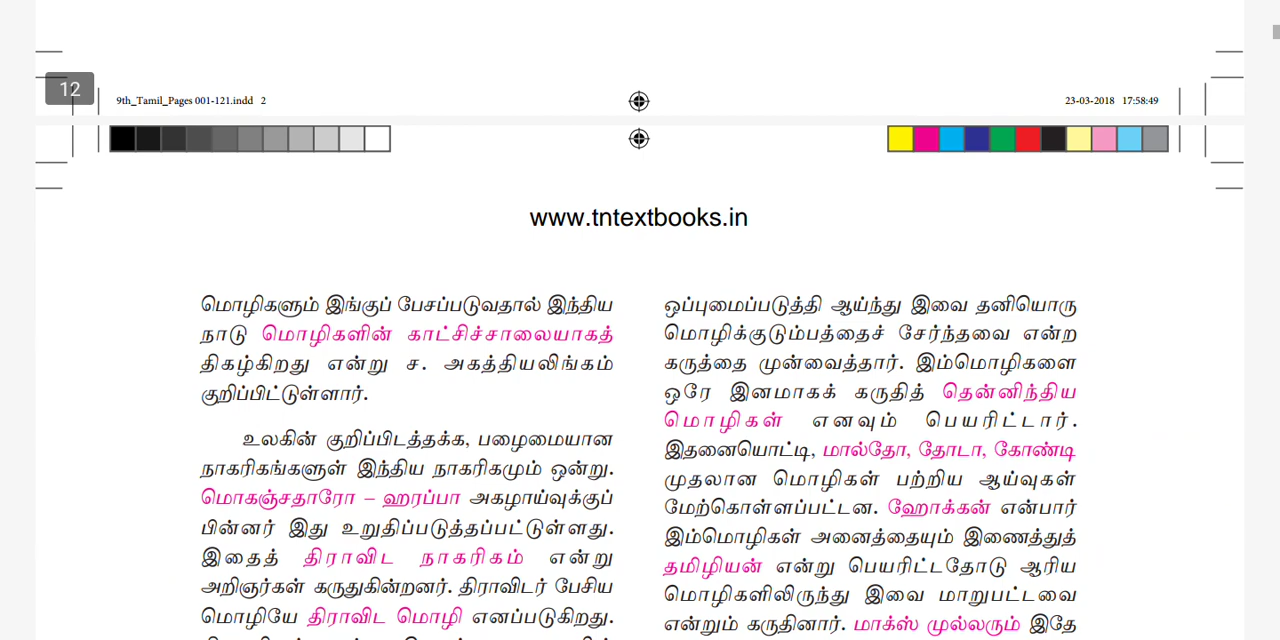 12
9th_Tamil_Pages 001-121.indd 2
23-03-2018 17:58:49
www.tntextbooks.in
மொழிகளும் இங்குப் பேசப்படுவதால் இந்திய
நாடு மொழிகளின் காட்சிச்சாலையாகத்
திகழ்கிறது என்று ச. அகத்தியலிங்கம்
குறிப்பிட்டுள்ளார்.
உலகின் குறிப்பிடத்தக்க, பழைமையான
நாகரிகங்களுள் இந்திய நாகரிகமும் ஒன்று.
மொகஞ்சதாரோ – ஹரப்பா அகழாய்வுக்குப்
பின்னர் இது உறுதிப்படுத்தப்பட்டுள்ளது.
இதைத் திராவிட நாகரிகம் என்று
அறிஞர்கள் கருதுகின்றனர். திராவிடர் பேசிய
மொழியே திராவிட மொழி எனப்படுகிறது.
ஒப்புமைப்படுத்தி ஆய்ந்து இவை தனியொரு
மொழிக்குடும்பத்தைச் சேர்ந்தவை என்ற
கருத்தை முன்வைத்தார். இம்மொழிகளை
ஒரே இனமாகக் கருதித் தென்னிந்திய
மொழிகள் எனவும் பெயரிட்டார்.
இதனையொட்டி, மால்தோ, தோடா, கோண்டி
முதலான மொழிகள் பற்றிய ஆய்வுகள்
மேற்கொள்ளப்பட்டன. ஹோக்கன் என்பார்
இம்மொழிகள் அனைத்தையும் இணைத்துத்
தமிழியன் என்று பெயரிட்டதோடு ஆரிய
மொழிகளிலிருந்து இவை மாறுபட்டவை
என்றும் கருதினார். மாக்ஸ் முல்லரும் இதே